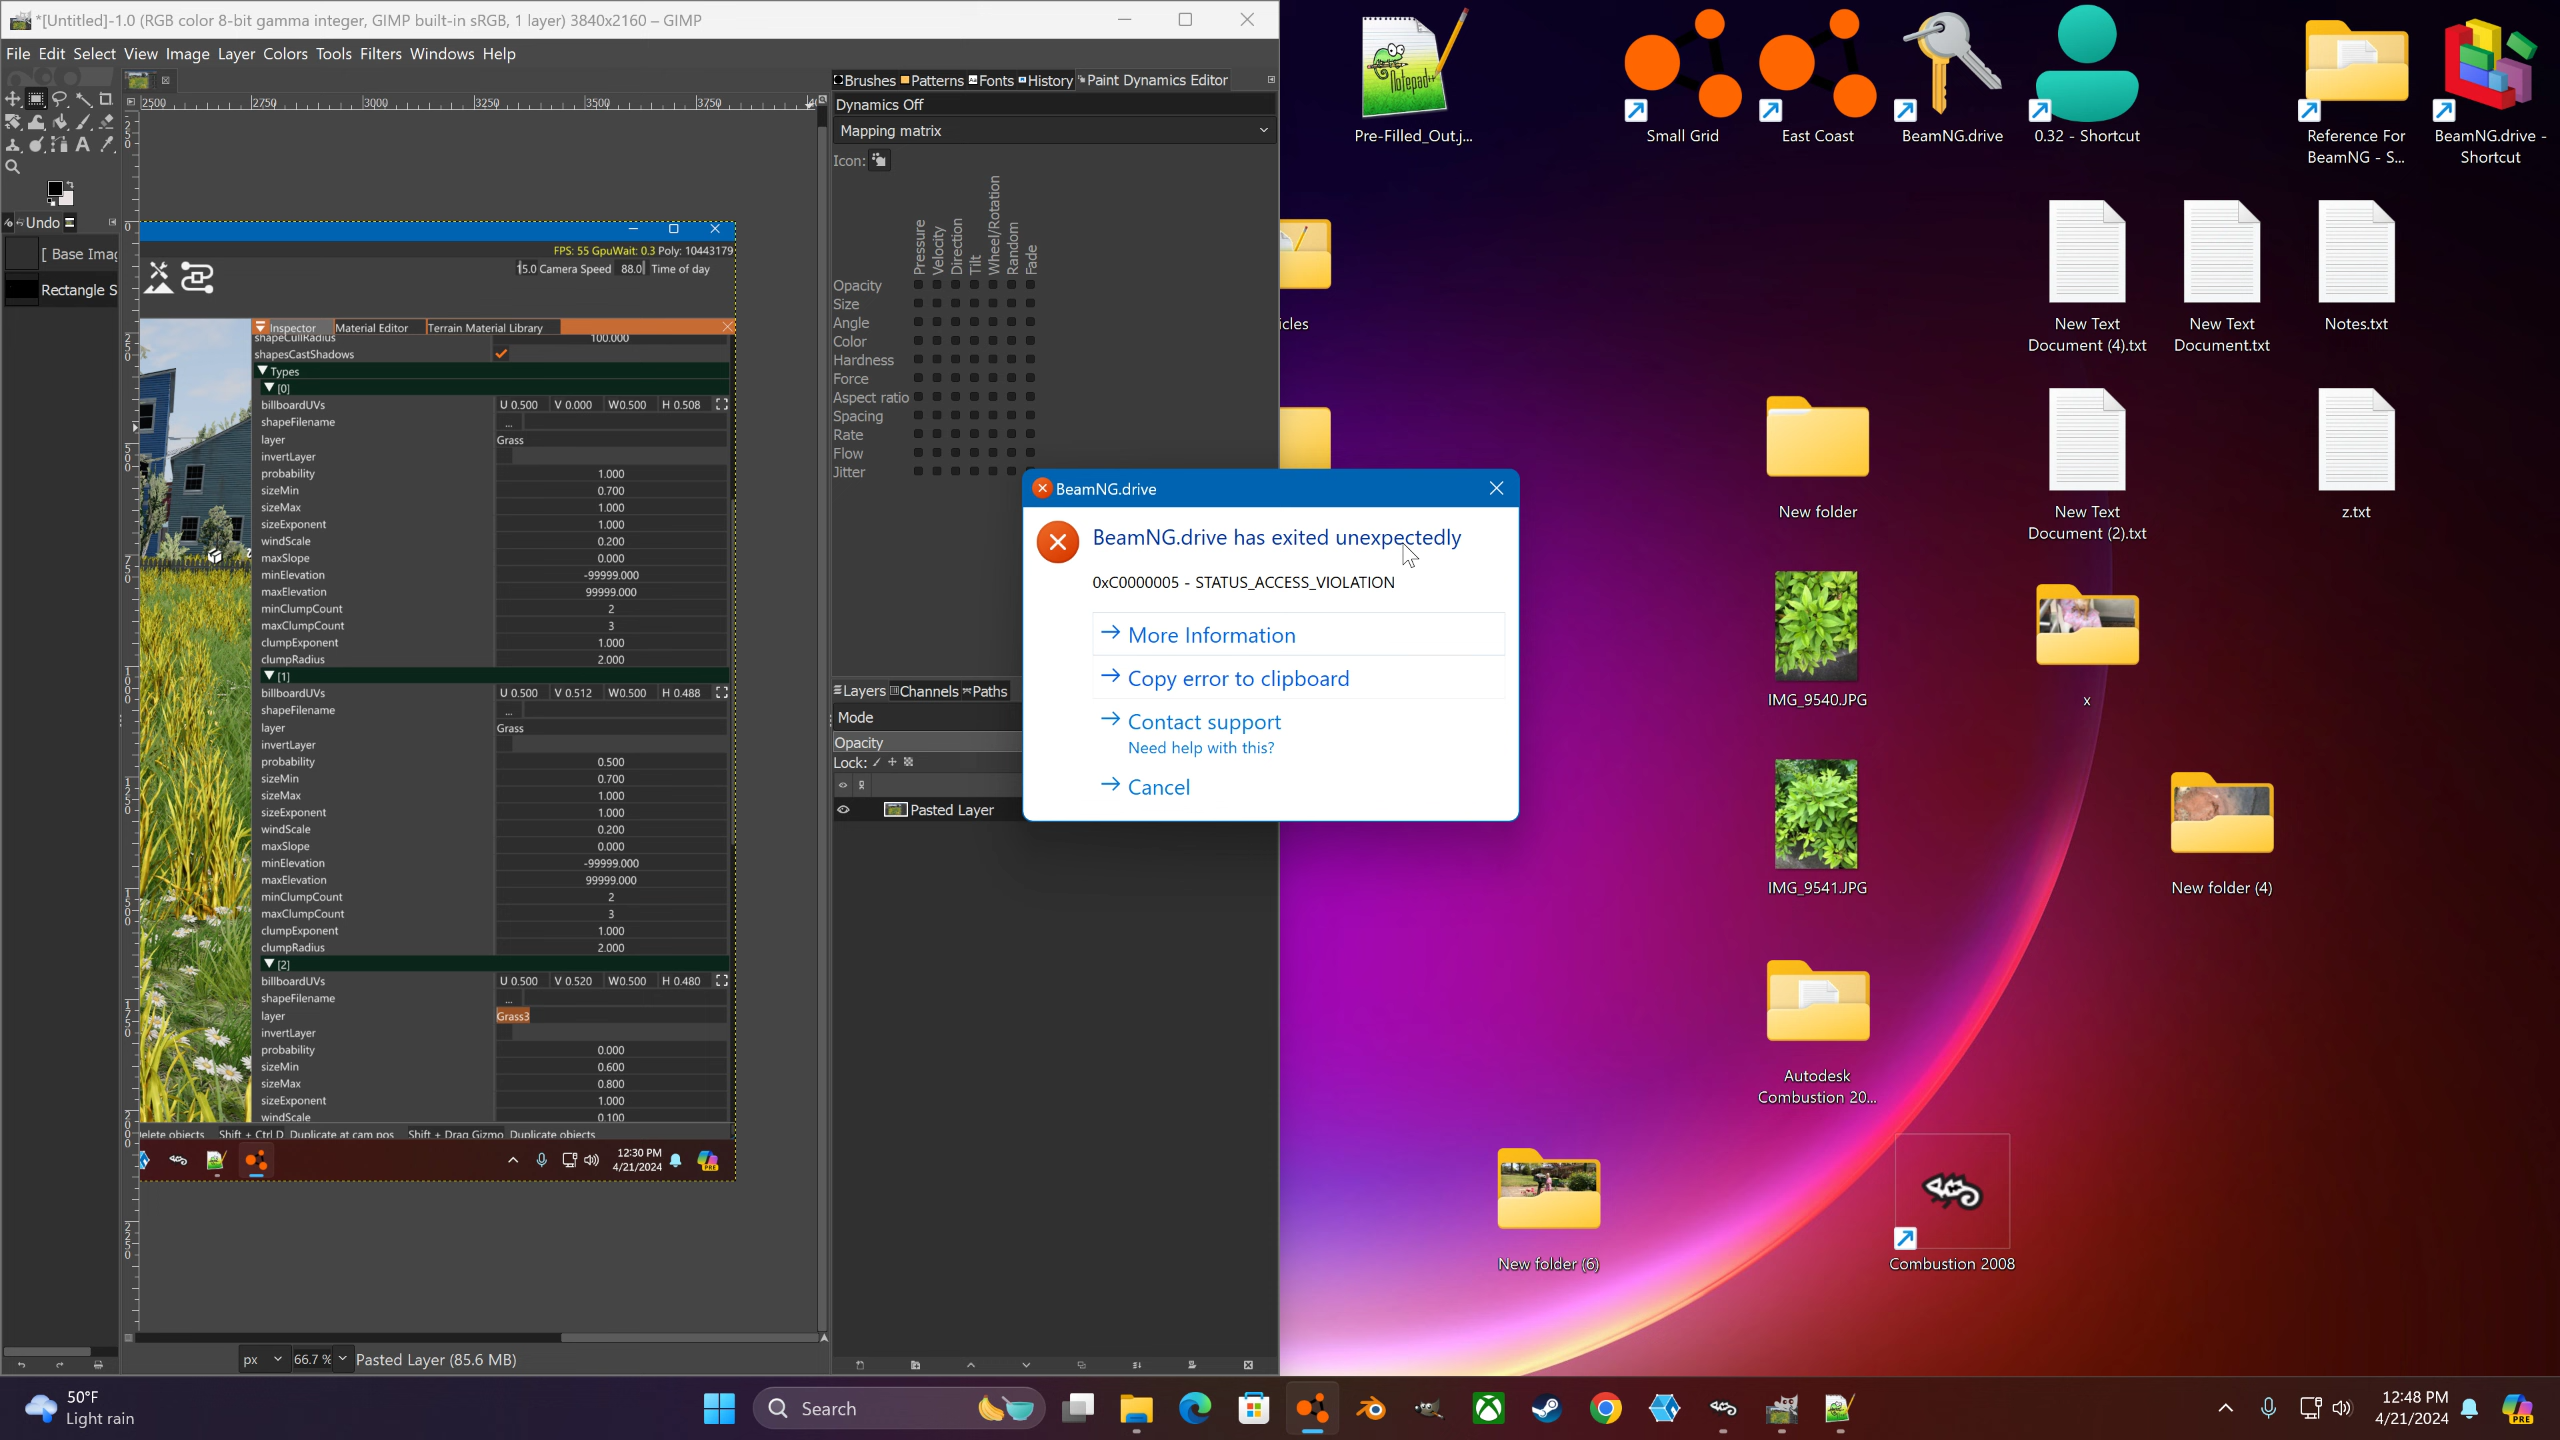 *[Untitled]-1.0 (RGB color 8-bit gamma integer, GIMP built-in sRGB, 1 layer) 3840x2160 – GIMP
File Edit Select View Image Layer Colors Tools Filters Windows Help
Undo
[ Base Imag
Rectangle S
2500 2750 3000 3250 3500 3750
FPS: 55 GpuWait: 0.3 Poly: 10443179
15.0 Camera Speed 88.0 Time of day
Inspector Material Editor Terrain Material Library
shapeCullRadius 100.000
shapesCastShadows
Types
[0]
billboardUVs U 0.500 V 0.000 W0.500 H 0.508
shapeFilename ...
layer Grass
invertLayer
probability 1.000
sizeMin 0.700
sizeMax 1.000
sizeExponent 1.000
windScale 0.200
maxSlope 0.000
minElevation -99999.000
maxElevation 99999.000
minClumpCount 2
maxClumpCount 3
clumpExponent 1.000
clumpRadius 2.000
[1]
billboardUVs U 0.500 V 0.512 W0.500 H 0.488
shapeFilename ...
layer Grass
invertLayer
probability 0.500
sizeMin 0.700
sizeMax 1.000
sizeExponent 1.000
windScale 0.200
maxSlope 0.000
minElevation -99999.000
maxElevation 99999.000
minClumpCount 2
maxClumpCount 3
clumpExponent 1.000
clumpRadius 2.000
[2]
billboardUVs U 0.500 V 0.520 W0.500 H 0.480
shapeFilename ...
layer Grass3
invertLayer
probability 0.000
sizeMin 0.600
sizeMax 0.800
sizeExponent 1.000
windScale 0.100
elete objects Shift + Ctrl D Duplicate at cam pos Shift + Drag Gizmo Duplicate objects
12:30 PM
4/21/2024
px 66.7 % Pasted Layer (85.6 MB)
Brushes Patterns Fonts History Paint Dynamics Editor
Dynamics Off
Mapping matrix
Icon:
Pressure
Velocity
Direction
Tilt
Wheel/Rotation
Random
Fade
Opacity
Size
Angle
Color
Hardness
Force
Aspect ratio
Spacing
Rate
Flow
Jitter
Layers Channels Paths
Mode
Opacity
Lock:
Pasted Layer
BeamNG.drive
BeamNG.drive has exited unexpectedly
0xC0000005 - STATUS_ACCESS_VIOLATION
More Information
Copy error to clipboard
Contact support
Need help with this?
Cancel
Notepad++
Pre-Filled_Out.j...
Small Grid
East Coast
BeamNG.drive
0.32 - Shortcut
Reference For
BeamNG - S...
BeamNG.drive -
Shortcut
icles
New Text
Document (4).txt
New Text
Document.txt
Notes.txt
New folder
New Text
Document (2).txt
z.txt
IMG_9540.JPG
x
IMG_9541.JPG
New folder (4)
Autodesk
Combustion 20...
New folder (6)
Combustion 2008
50°F
Light rain
Search
12:48 PM
4/21/2024
PRE